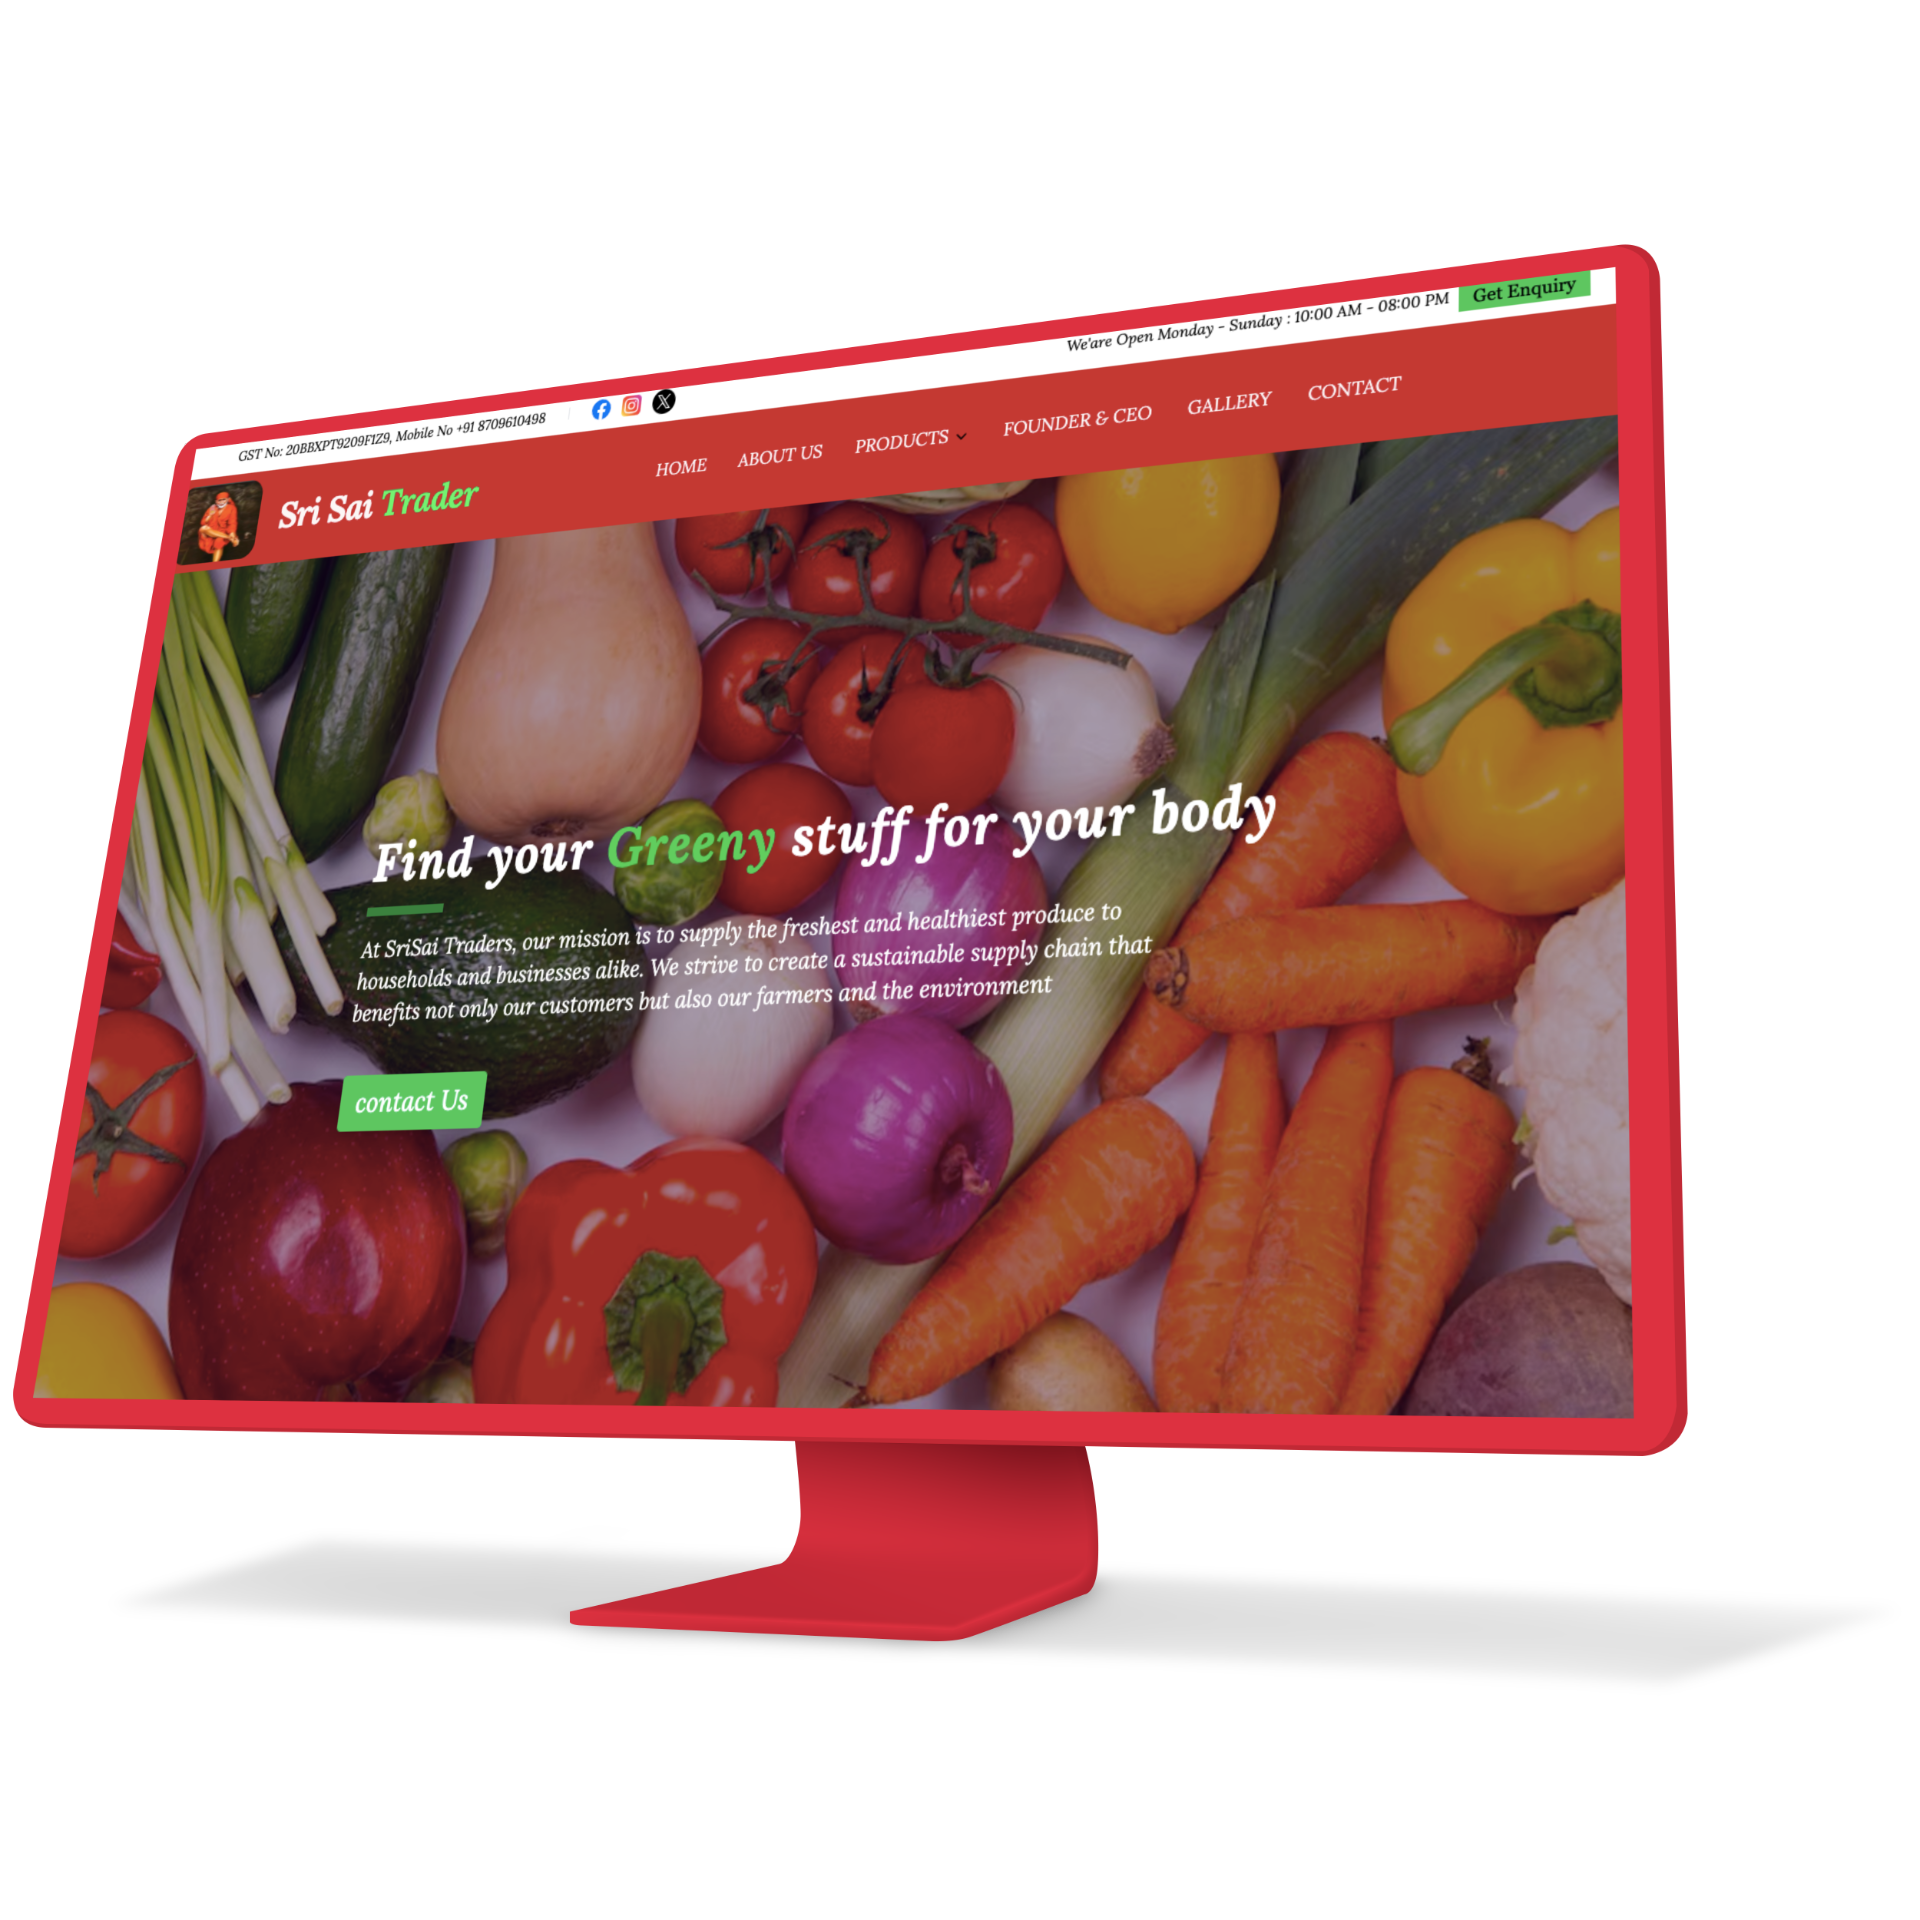 GST No: 20BBXPT9209F1Z9, Mobile No +91 8709610498
We'are Open Monday - Sunday : 10:00 AM - 08:00 PM
Get Enquiry
Sri Sai Trader
HOME ABOUT US PRODUCTS FOUNDER & CEO GALLERY CONTACT
Find your Greeny stuff for your body
At SriSai Traders, our mission is to supply the freshest and healthiest produce to
households and businesses alike. We strive to create a sustainable supply chain that
benefits not only our customers but also our farmers and the environment
contact Us